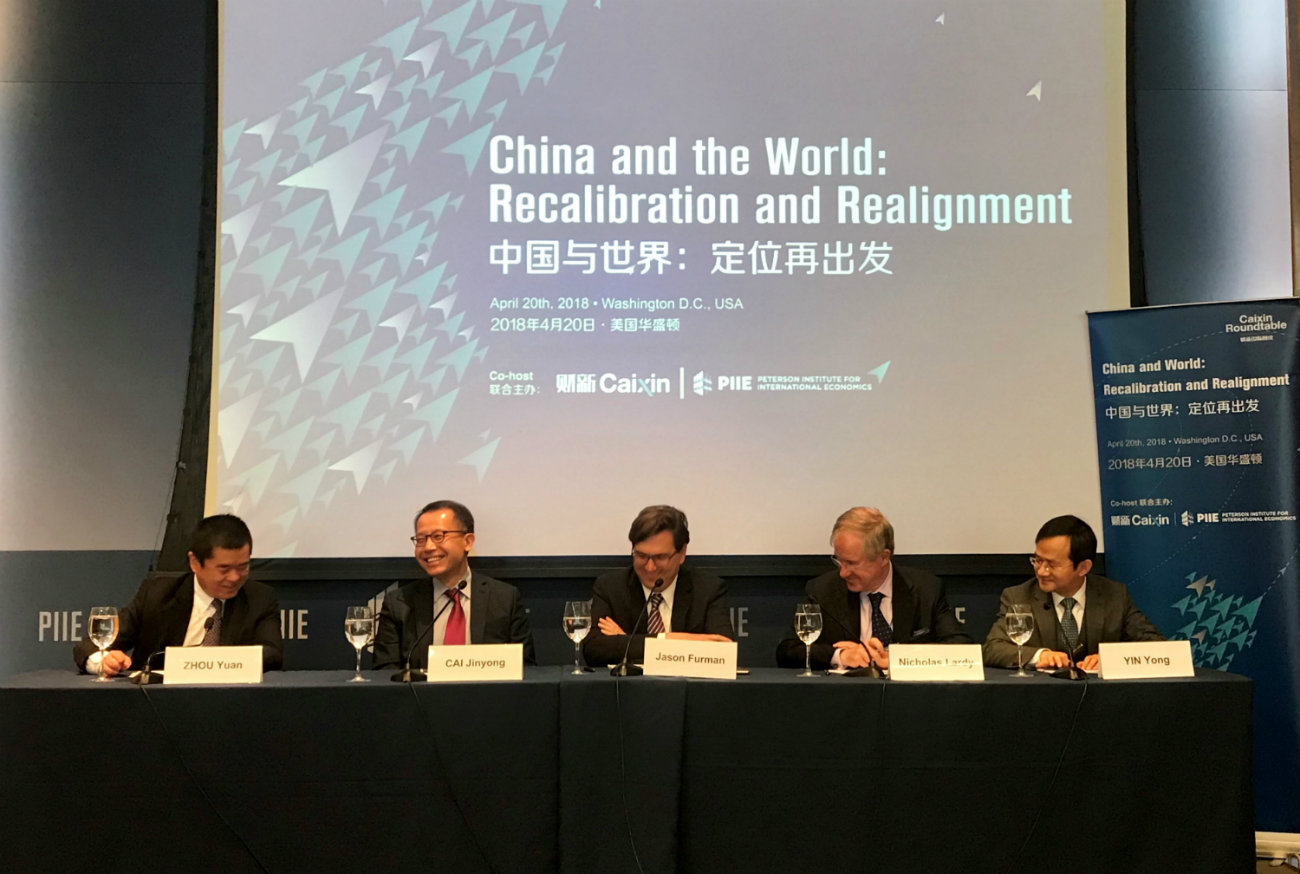 China and the World:
Recalibration and Realignment
中国与世界：定位再出发
April 20th, 2018 • Washington D.C., USA
2018年4月20日 · 美国华盛顿
Co-host
联合主办：
财新 Caixin
PIIE
PETERSON INSTITUTE FOR
INTERNATIONAL ECONOMICS
Caixin
Roundtable
China and World:
Recalibration and Realignment
中国与世界：定位再出发
April 20th, 2018 • Washington D.C., USA
2018年4月20日 · 美国华盛顿
Co-host 联合主办：
财新 Caixin
PIIE
PETERSON INSTITUTE FOR
INTERNATIONAL ECONOMICS
PIIE
IIE
ZHOU Yuan
CAI Jinyong
Jason Furman
Nicholas Lardy
YIN Yong